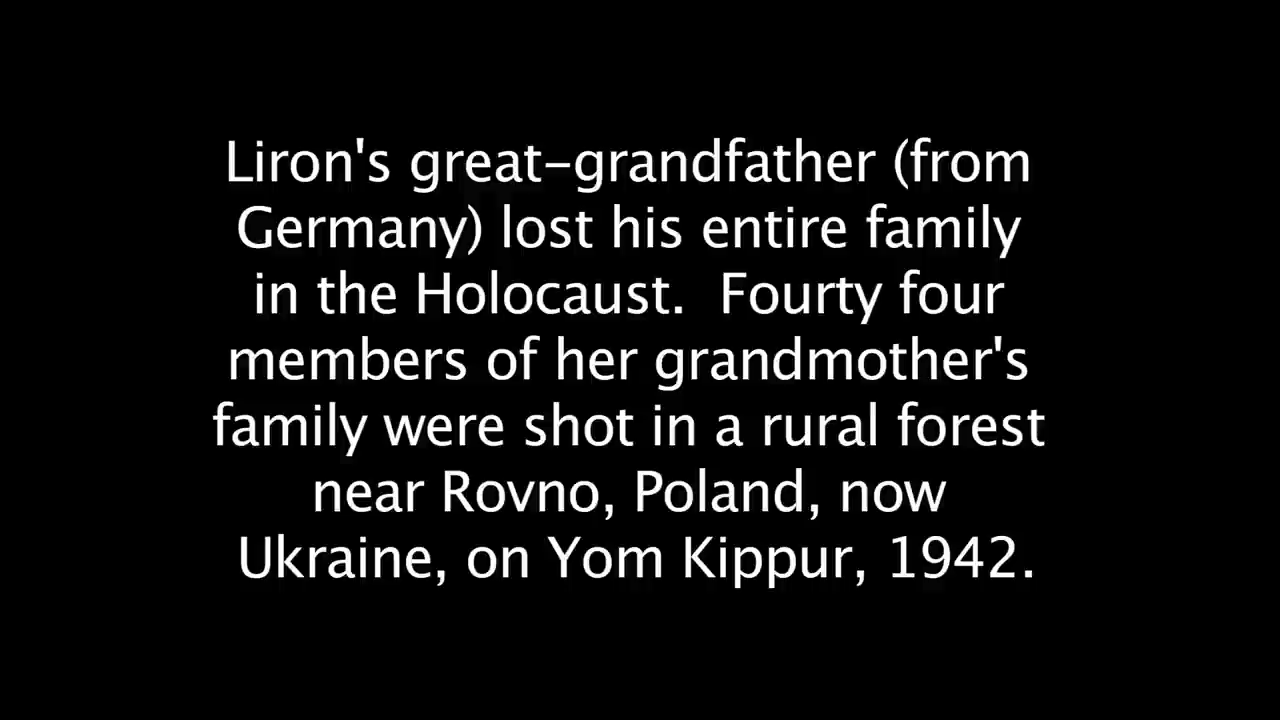 Liron's great-grandfather (from
Germany) lost his entire family
in the Holocaust.  Fourty four
members of her grandmother's
family were shot in a rural forest
near Rovno, Poland, now
Ukraine, on Yom Kippur, 1942.